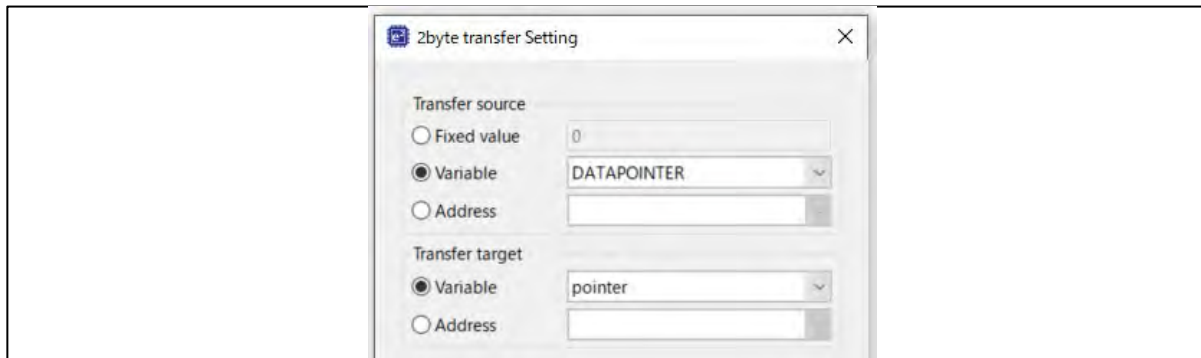 2byte transfer Setting
Transfer source
Fixed value 0
Variable DATAPOINTER
Address
Transfer target
Variable pointer
Address